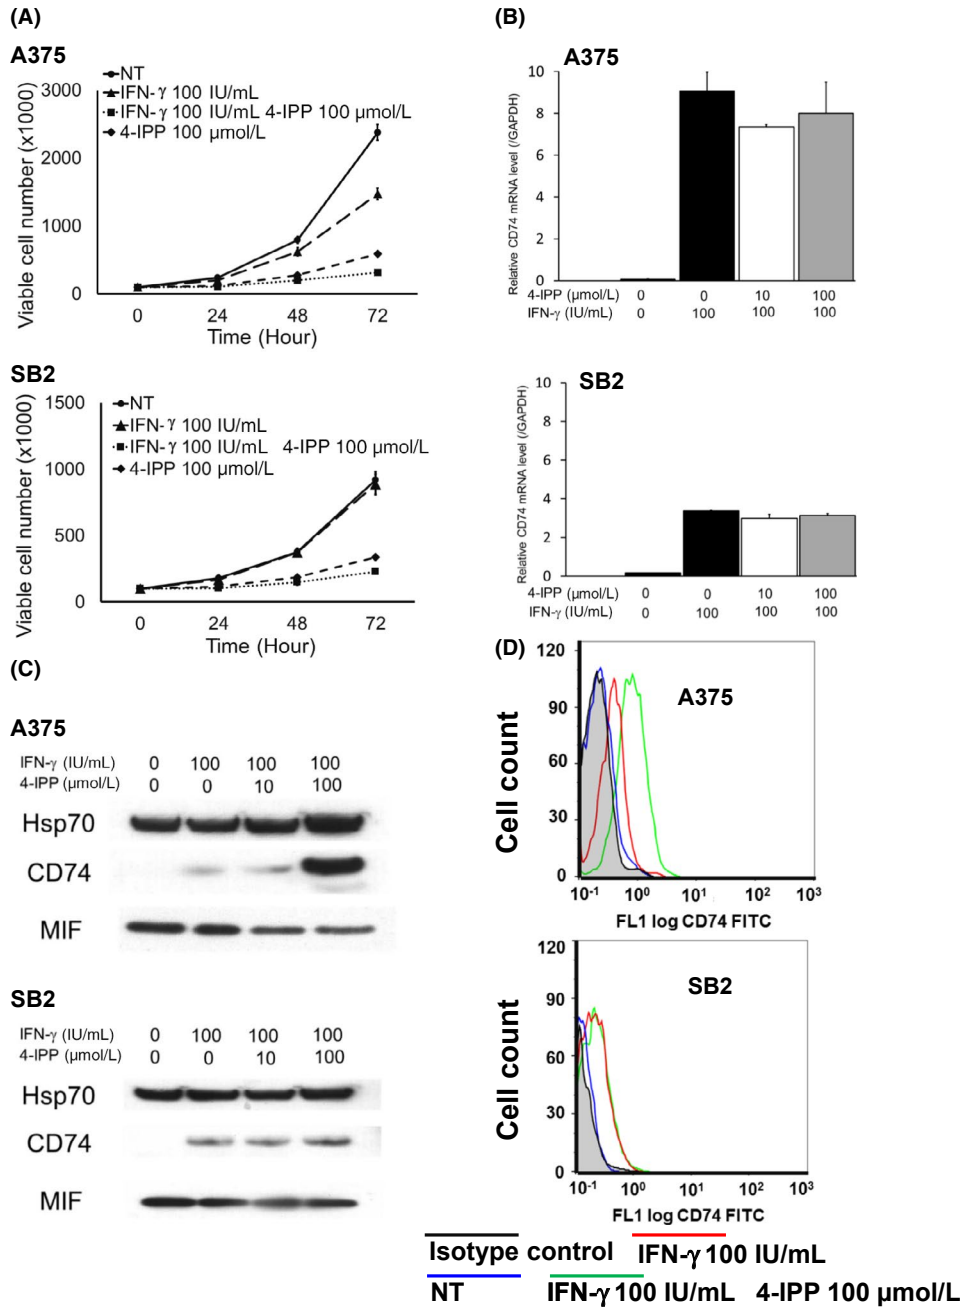 (A)
A375
NT
IFN-γ 100 IU/mL
IFN-γ 100 IU/mL 4-IPP 100 µmol/L
4-IPP 100 µmol/L
Viable cell number (x1000)
3000
2000
1000
0
0 24 48 72
Time (Hour)
SB2
NT
IFN-γ 100 IU/mL
IFN-γ 100 IU/mL 4-IPP 100 µmol/L
4-IPP 100 µmol/L
Viable cell number (x1000)
1500
1000
500
0
0 24 48 72
Time (Hour)
(B)
A375
Relative CD74 mRNA level (/GAPDH)
10
8
6
4
2
0
4-IPP (µmol/L) 0 0 10 100
IFN-γ (IU/mL) 0 100 100 100
SB2
Relative CD74 mRNA level (/GAPDH)
10
8
6
4
2
0
4-IPP (µmol/L) 0 0 10 100
IFN-γ (IU/mL) 0 100 100 100
(C)
A375
IFN-γ (IU/mL) 0 100 100 100
4-IPP (µmol/L) 0 0 10 100
Hsp70
CD74
MIF
SB2
IFN-γ (IU/mL) 0 100 100 100
4-IPP (µmol/L) 0 0 10 100
Hsp70
CD74
MIF
(D)
A375
Cell count
120
90
60
30
0
10-1 100 101 102 103
FL1 log CD74 FITC
SB2
Cell count
120
90
60
30
0
10-1 100 101 102 103
FL1 log CD74 FITC
Isotype control IFN-γ 100 IU/mL
NT IFN-γ 100 IU/mL 4-IPP 100 µmol/L